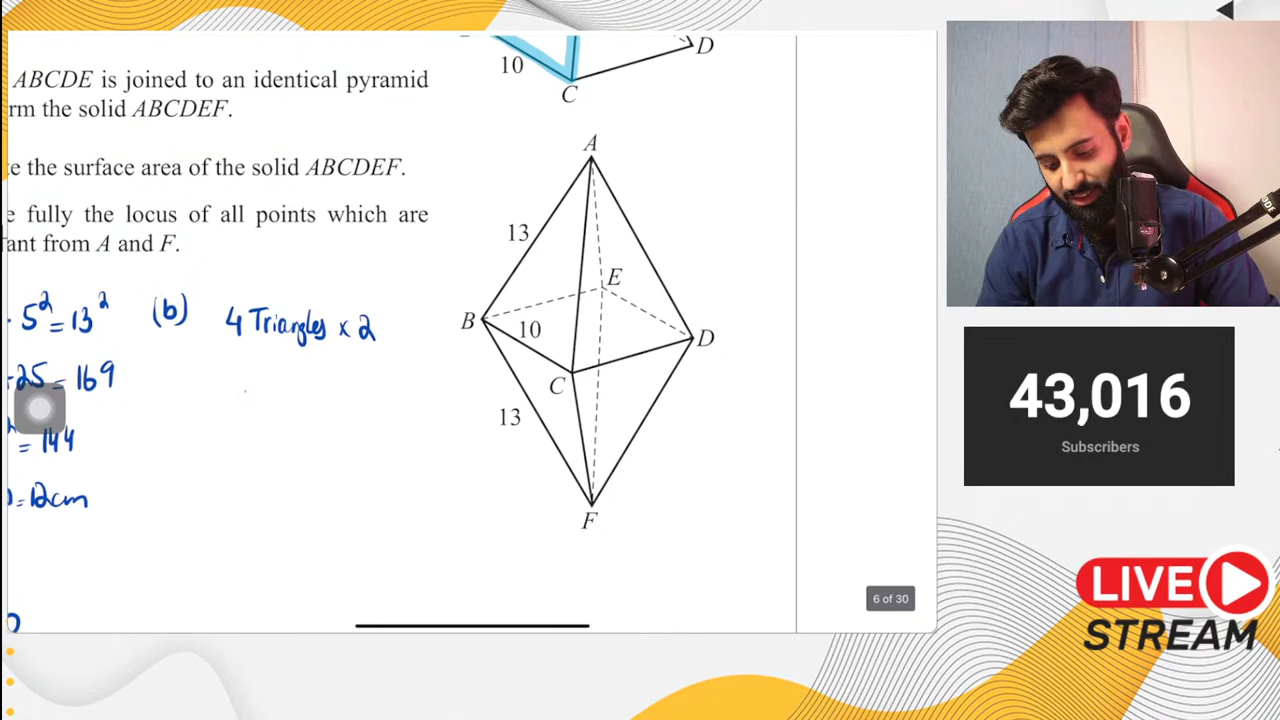 D
10
C
ABCDE is joined to an identical pyramid
rm the solid ABCDEF.
te the surface area of the solid ABCDEF.
e fully the locus of all points which are
tant from A and F.
5² = 13²
+25 = 169
= 144
= 12cm
(b) 4 Triangles x 2
A
13
E
B
10
D
C
13
F
6 of 30
43,016
Subscribers
LIVE
STREAM